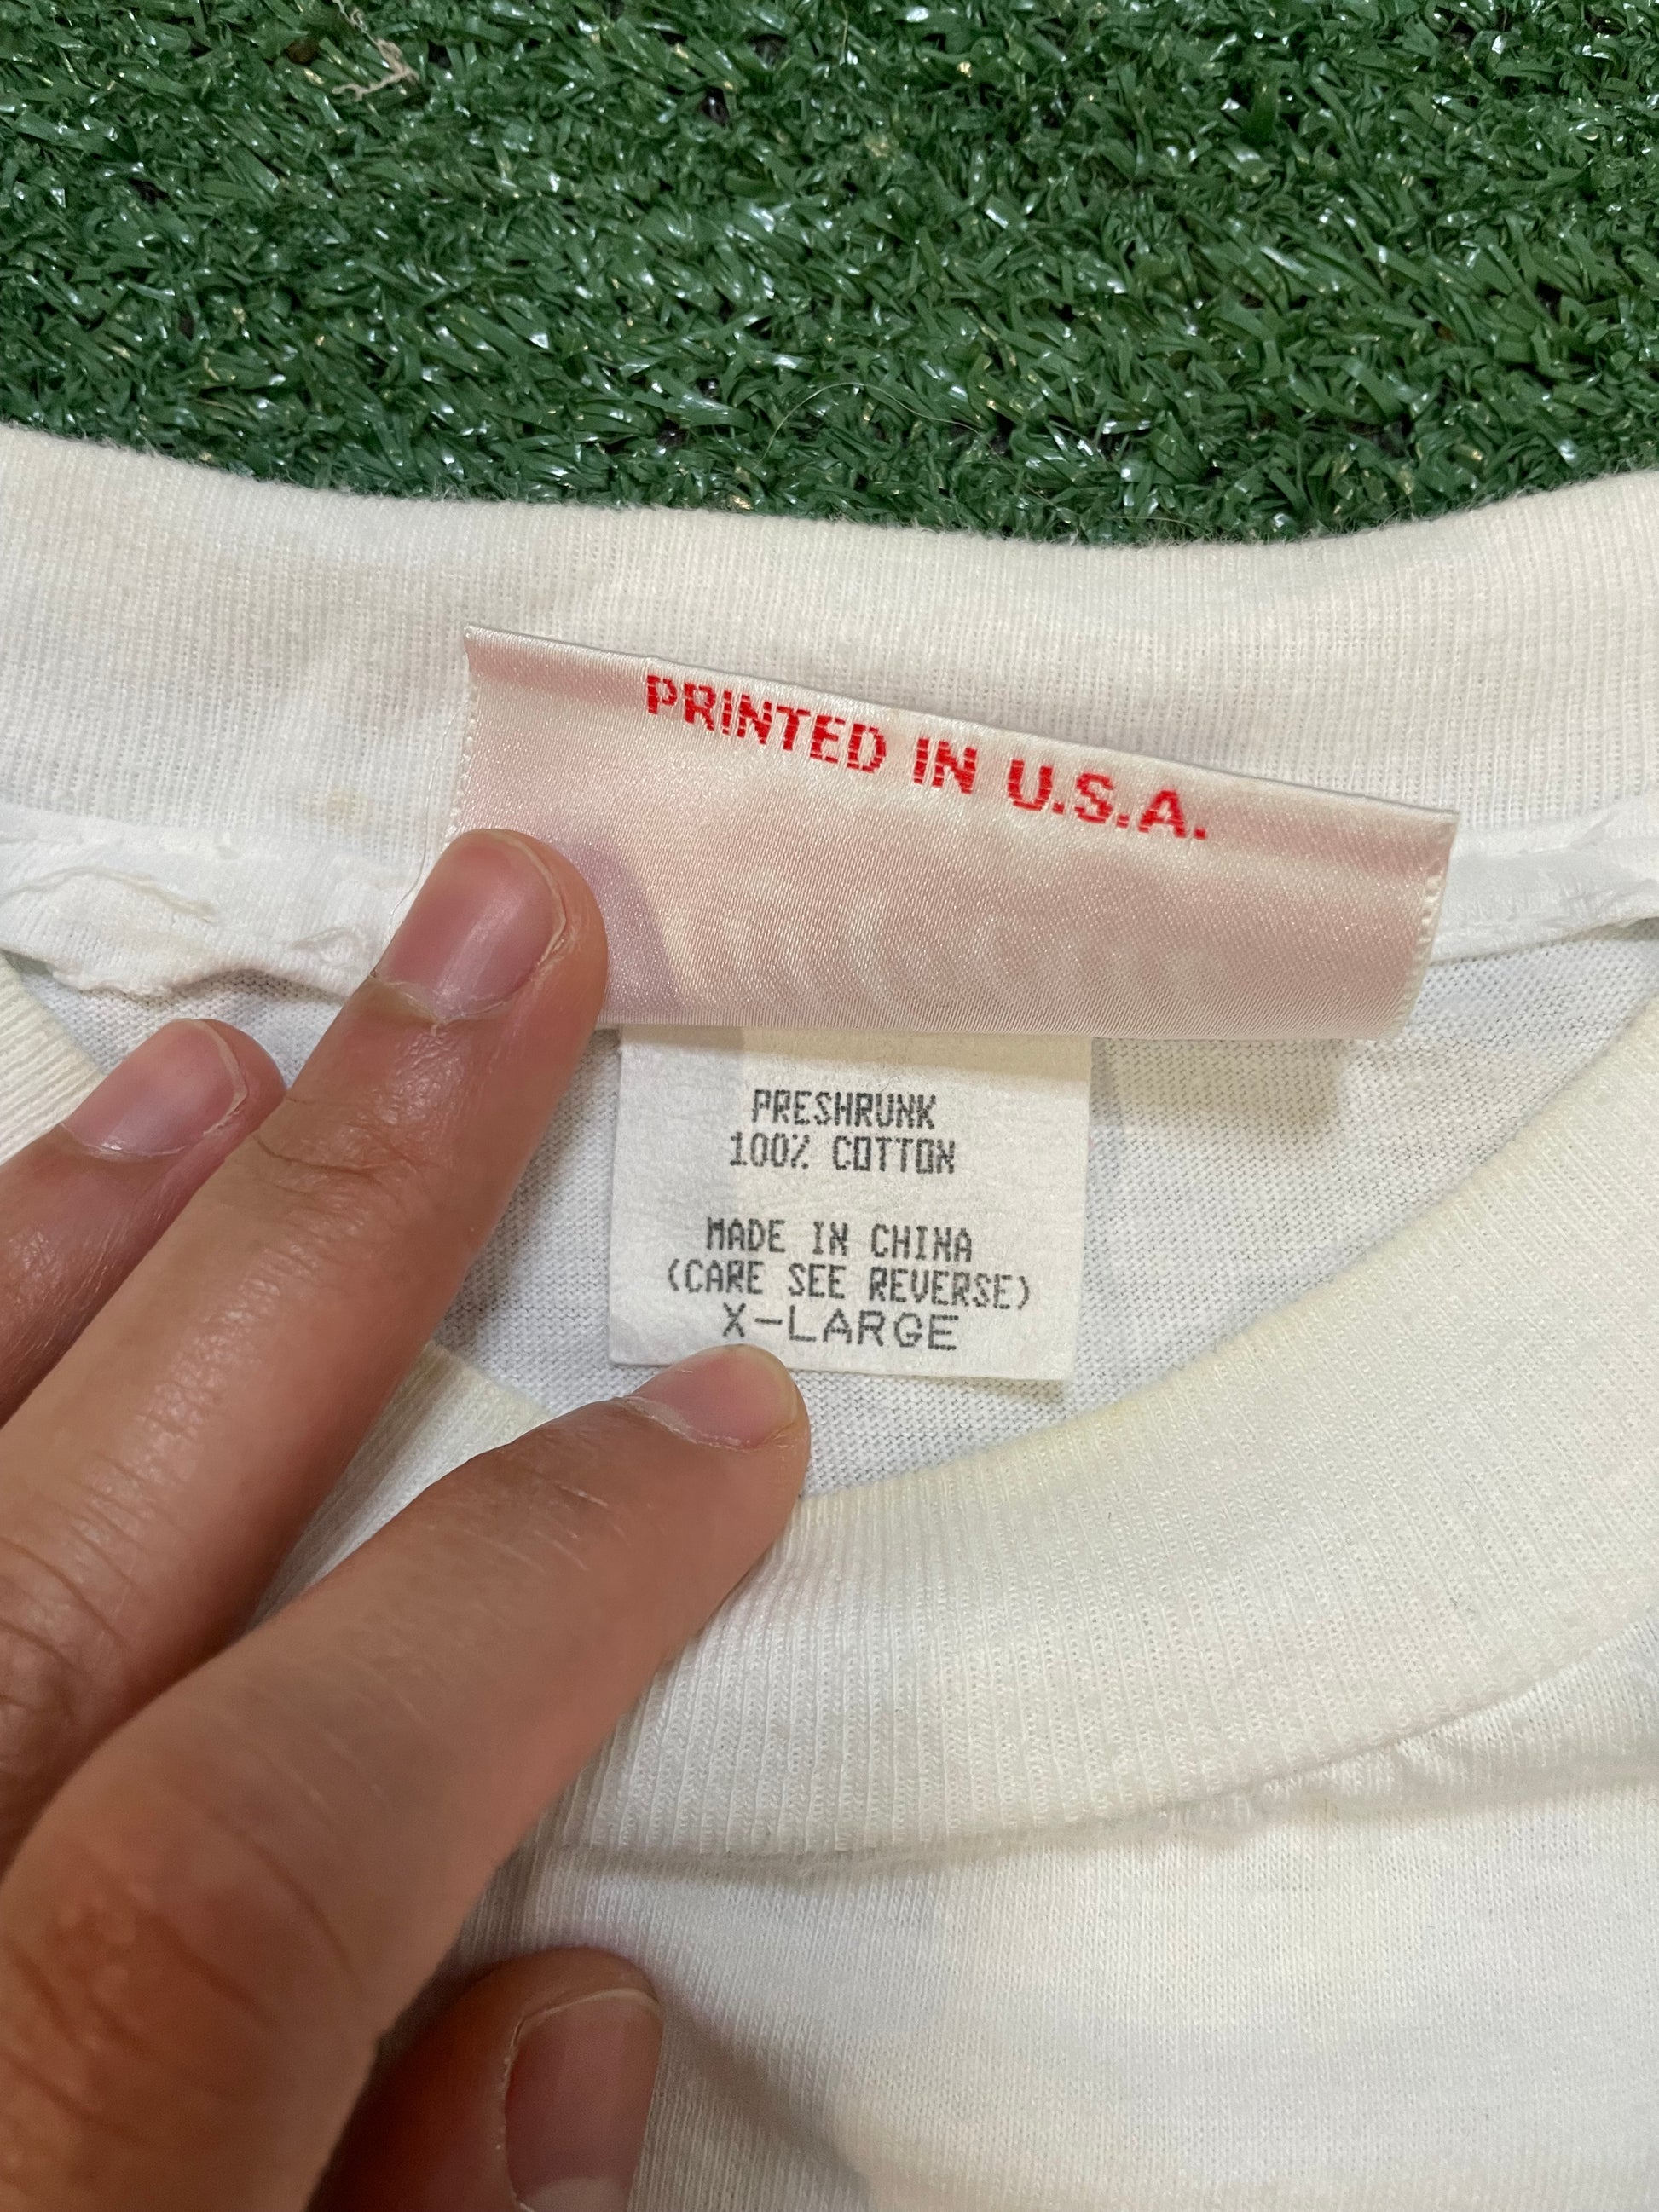 PRINTED IN U.S.A.
PRESHRUNK
100% COTTON
MADE IN CHINA
(CARE SEE REVERSE)
X-LARGE